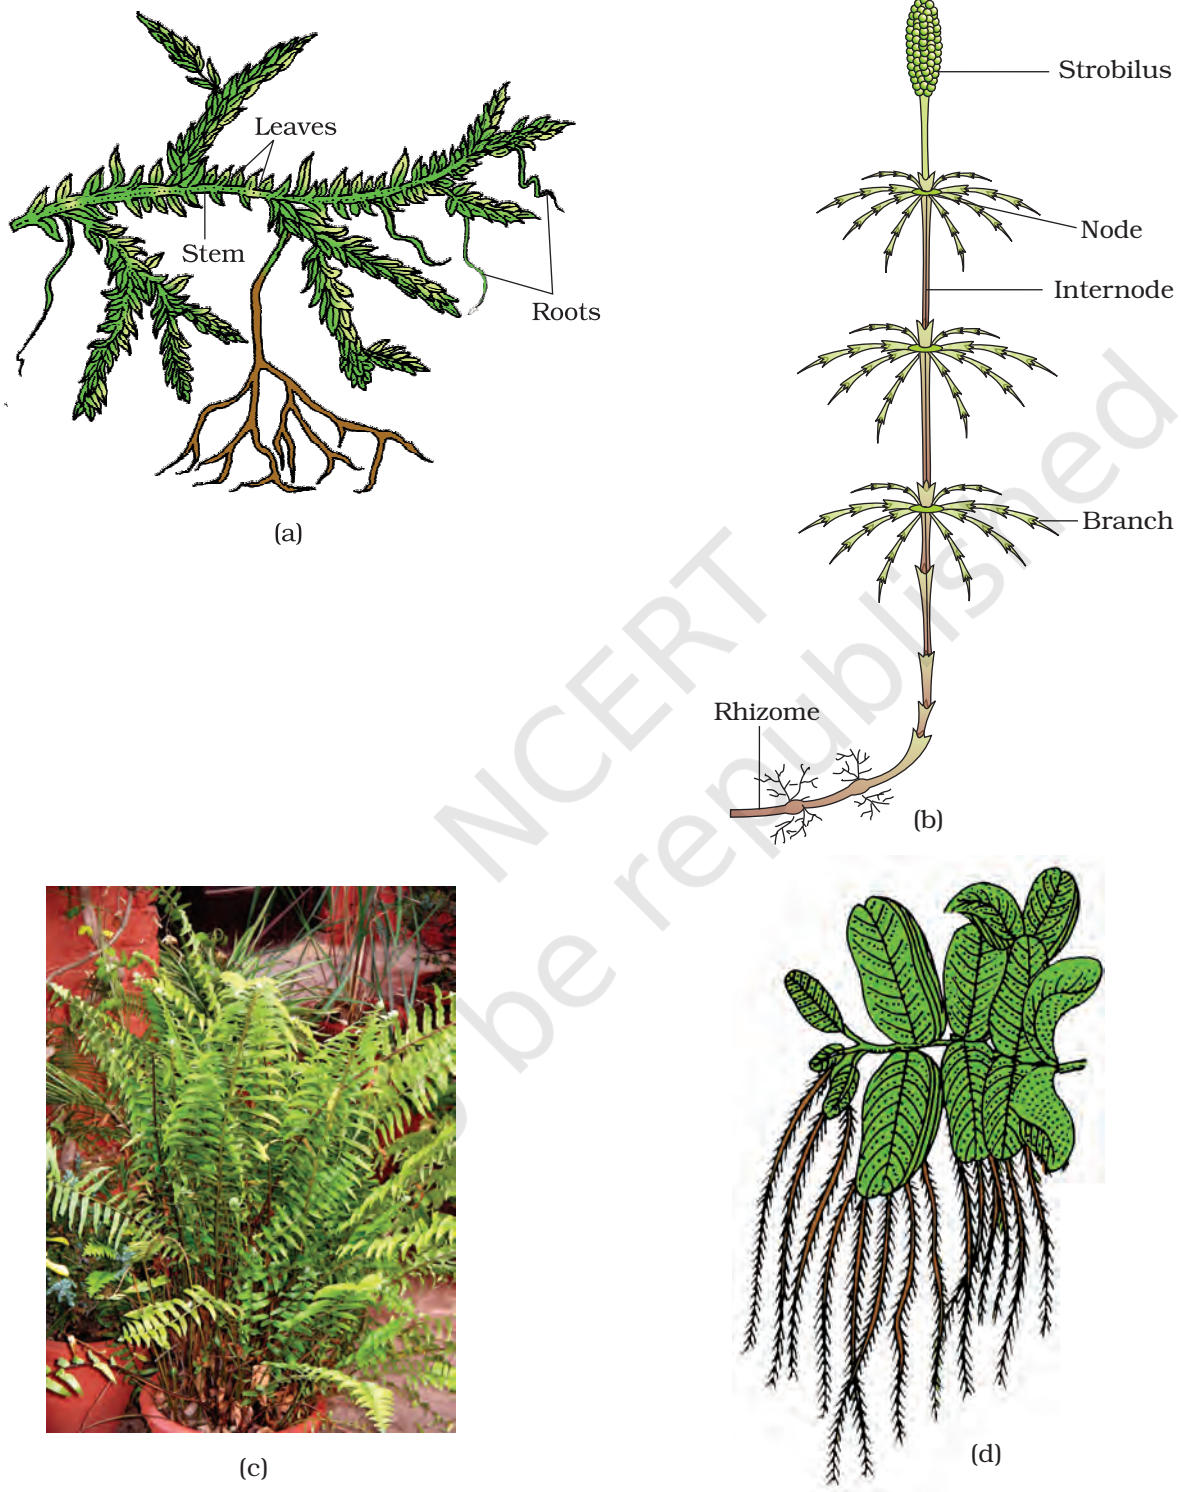 Strobilus
Leaves
Node
Stem
Internode
Roots
(a)
Branch
Rhizome
(b)
NCERT
be republished
(c)
(d)